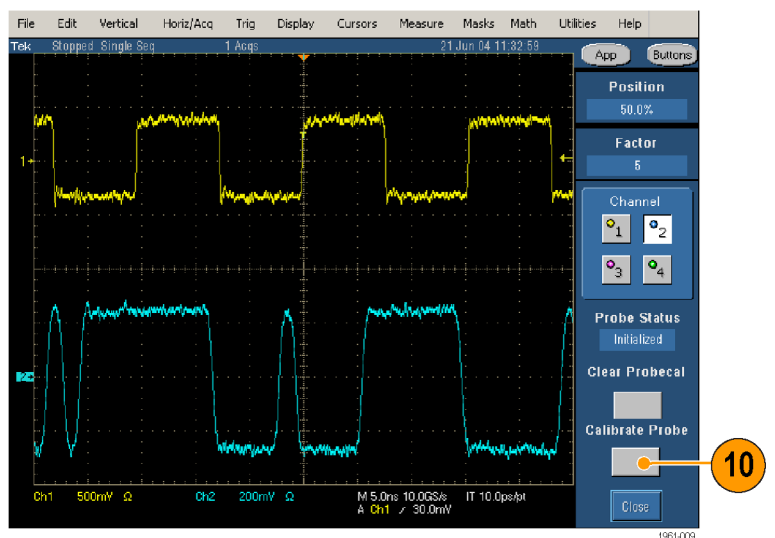 File Edit Vertical Horiz/Acq Trig Display Cursors Measure Masks Math Utilities Help
Tek Stopped Single Seq 1 Acqs 21 Jun 04 11:32:59
App Buttons
Position
50.0%
Factor
5
Channel
1 2
3 4
Probe Status
Initialized
Clear Probecal
Calibrate Probe
10
Close
1
2
Ch1 500mV Ω Ch2 200mV Ω M 5.0ns 10.0GS/s IT 10.0ps/pt
A Ch1 ⁄ 30.0mV
1961-009